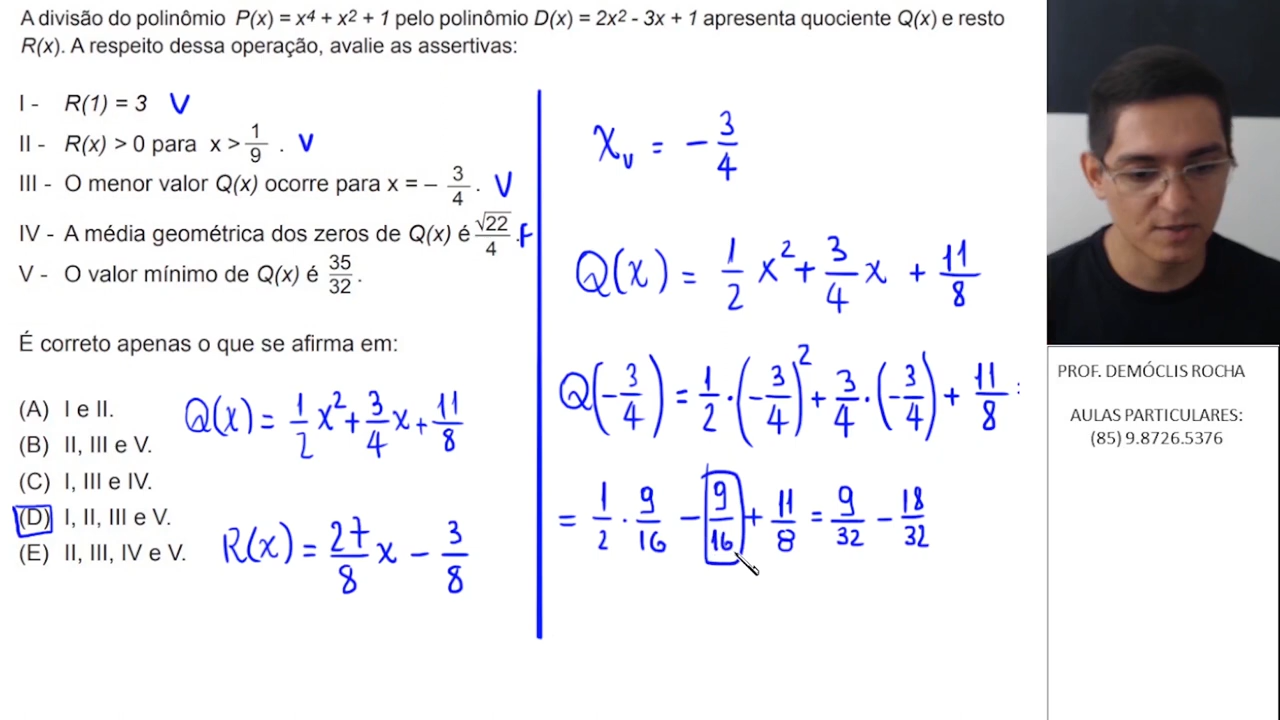 A divisão do polinômio P(x) = x⁴ + x² + 1 pelo polinômio D(x) = 2x² - 3x + 1 apresenta quociente Q(x) e resto
R(x). A respeito dessa operação, avalie as assertivas:
I - R(1) = 3 V
II - R(x) > 0 para x > 1/9 . V
III - O menor valor Q(x) ocorre para x = - 3/4 . V
IV - A média geométrica dos zeros de Q(x) é √22/4 . F
V - O valor mínimo de Q(x) é 35/32 .
É correto apenas o que se afirma em:
(A) I e II.
(B) II, III e V.
(C) I, III e IV.
(D) I, II, III e V.
(E) II, III, IV e V.
Q(x) = 1/2 x² + 3/4 x + 11/8
R(x) = 27/8 x - 3/8
x_v = - 3/4
Q(x) = 1/2 x² + 3/4 x + 11/8
Q(-3/4) = 1/2 · (-3/4)² + 3/4 · (-3/4) + 11/8 =
= 1/2 · 9/16 - 9/16 + 11/8 = 9/32 - 18/32
PROF. DEMÓCLIS ROCHA
AULAS PARTICULARES:
(85) 9.8726.5376